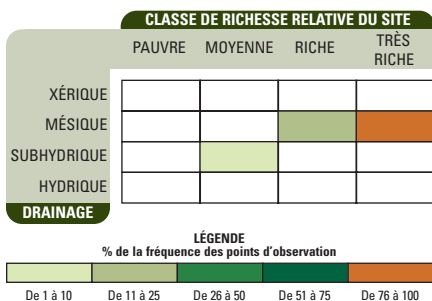 CLASSE DE RICHESSE RELATIVE DU SITE
PAUVRE MOYENNE RICHE TRÈS
RICHE
XÉRIQUE
MÉSIQUE
SUBHYDRIQUE
HYDRIQUE
DRAINAGE
LÉGENDE
% de la fréquence des points d'observation
De 1 à 10 De 11 à 25 De 26 à 50 De 51 à 75 De 76 à 100